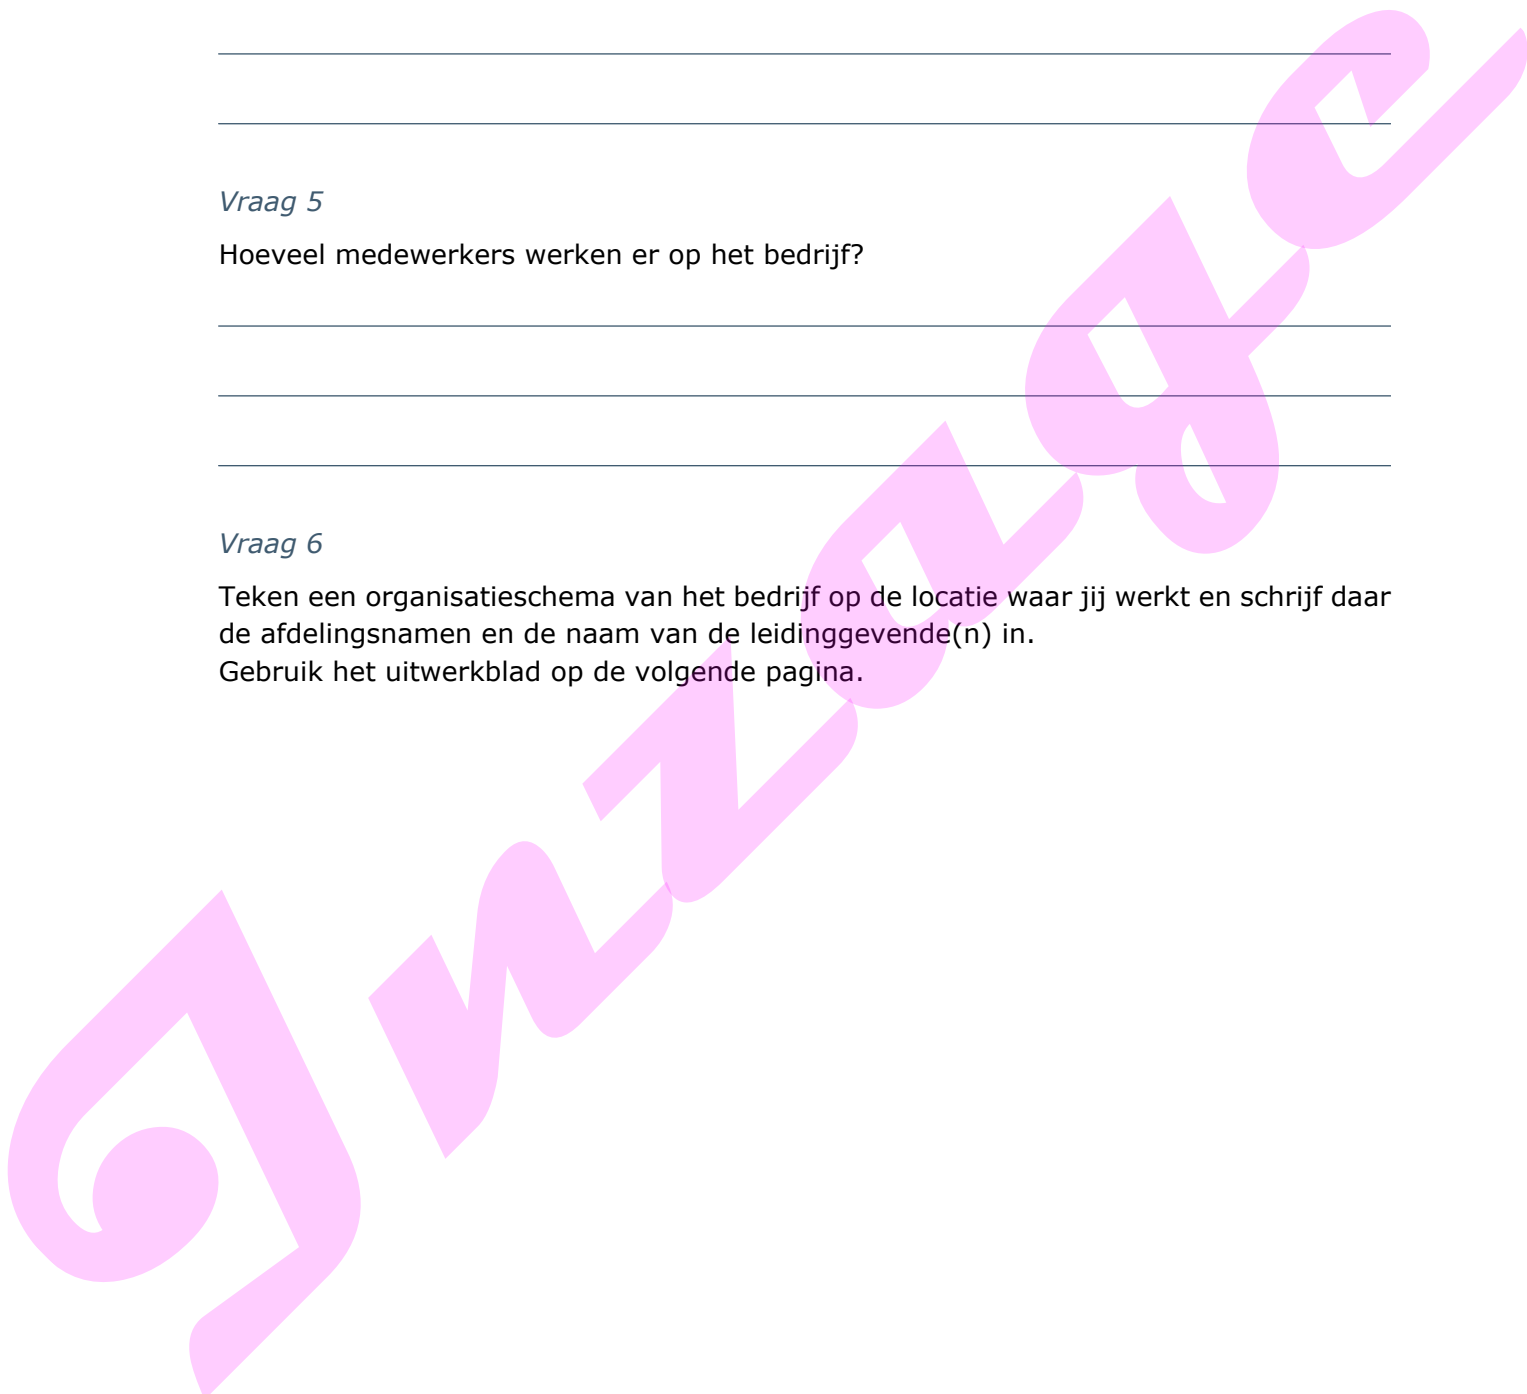 Vraag 5
Hoeveel medewerkers werken er op het bedrijf?
Vraag 6
Teken een organisatieschema van het bedrijf op de locatie waar jij werkt en schrijf daar
de afdelingsnamen en de naam van de leidinggevende(n) in.
Gebruik het uitwerkblad op de volgende pagina.
Inzage